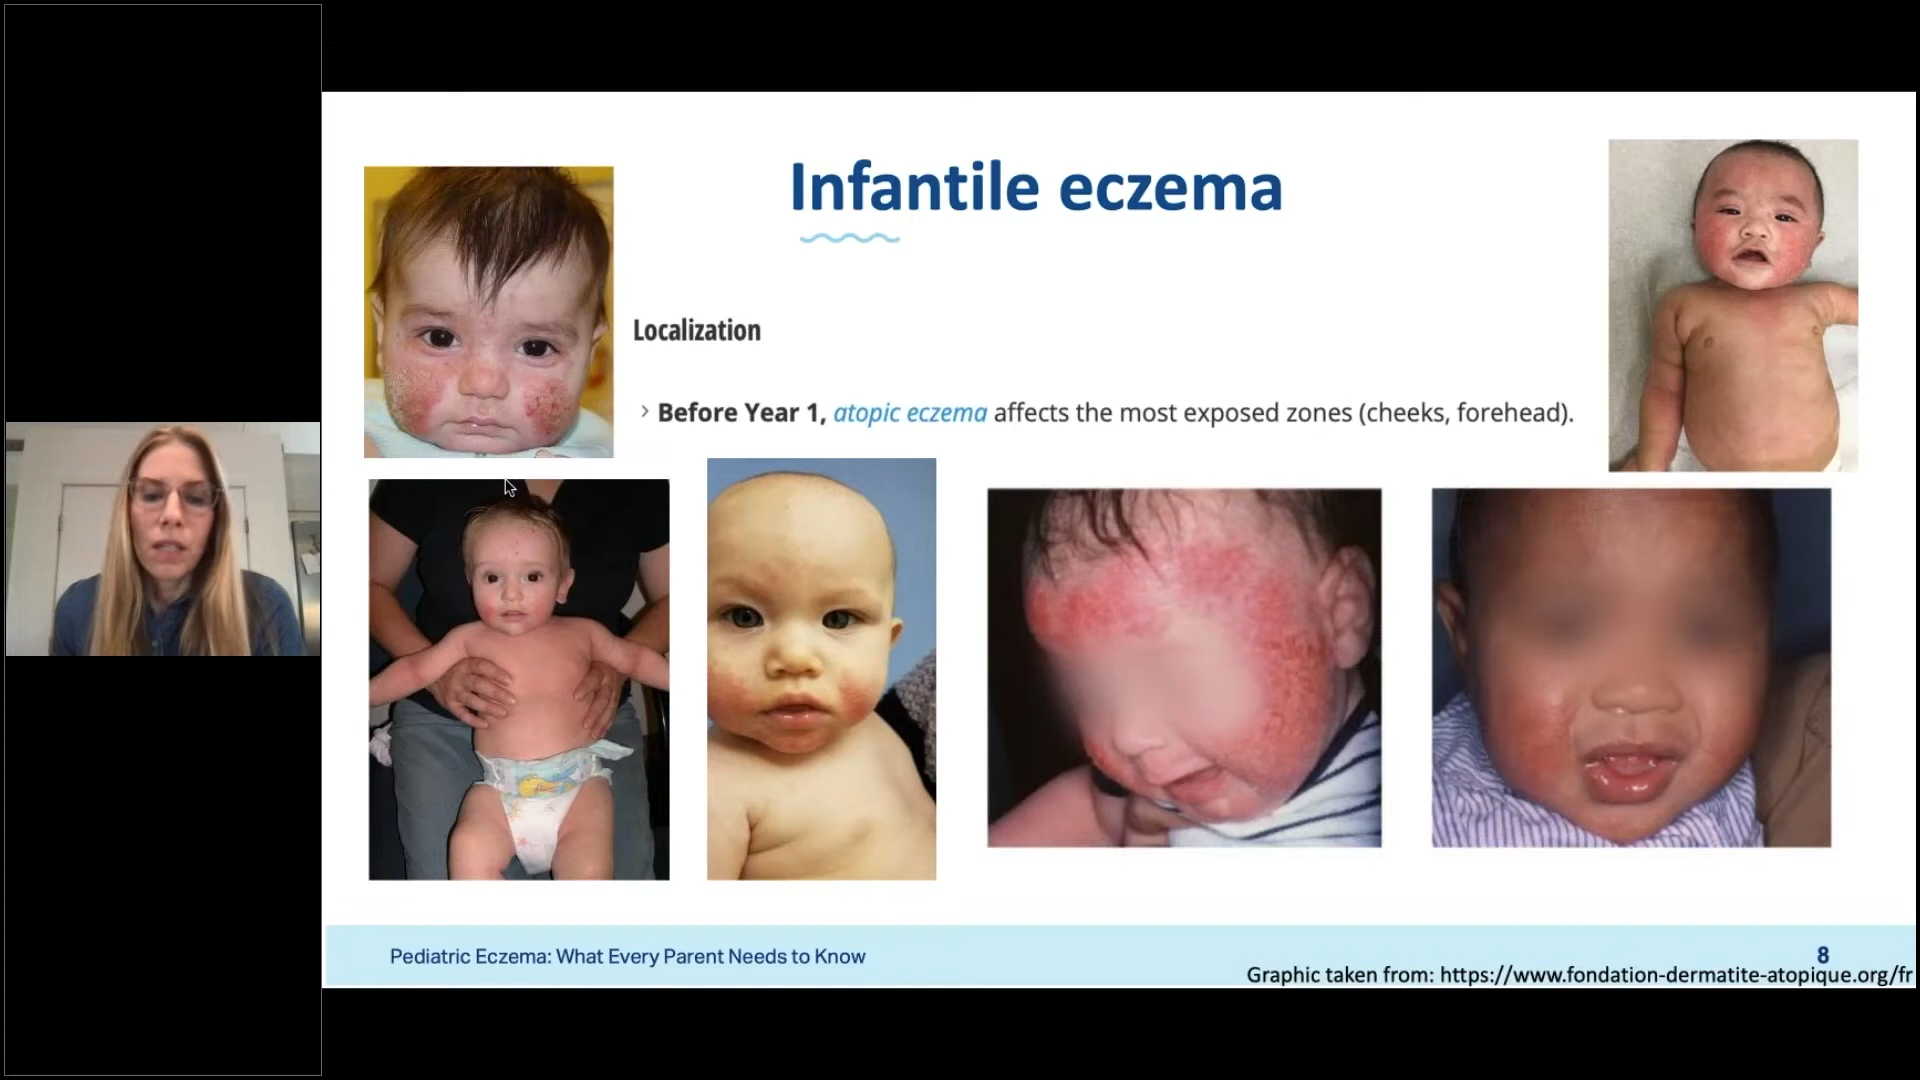 Infantile eczema
Localization
› Before Year 1, atopic eczema affects the most exposed zones (cheeks, forehead).
Pediatric Eczema: What Every Parent Needs to Know
8
Graphic taken from: https://www.fondation-dermatite-atopique.org/fr